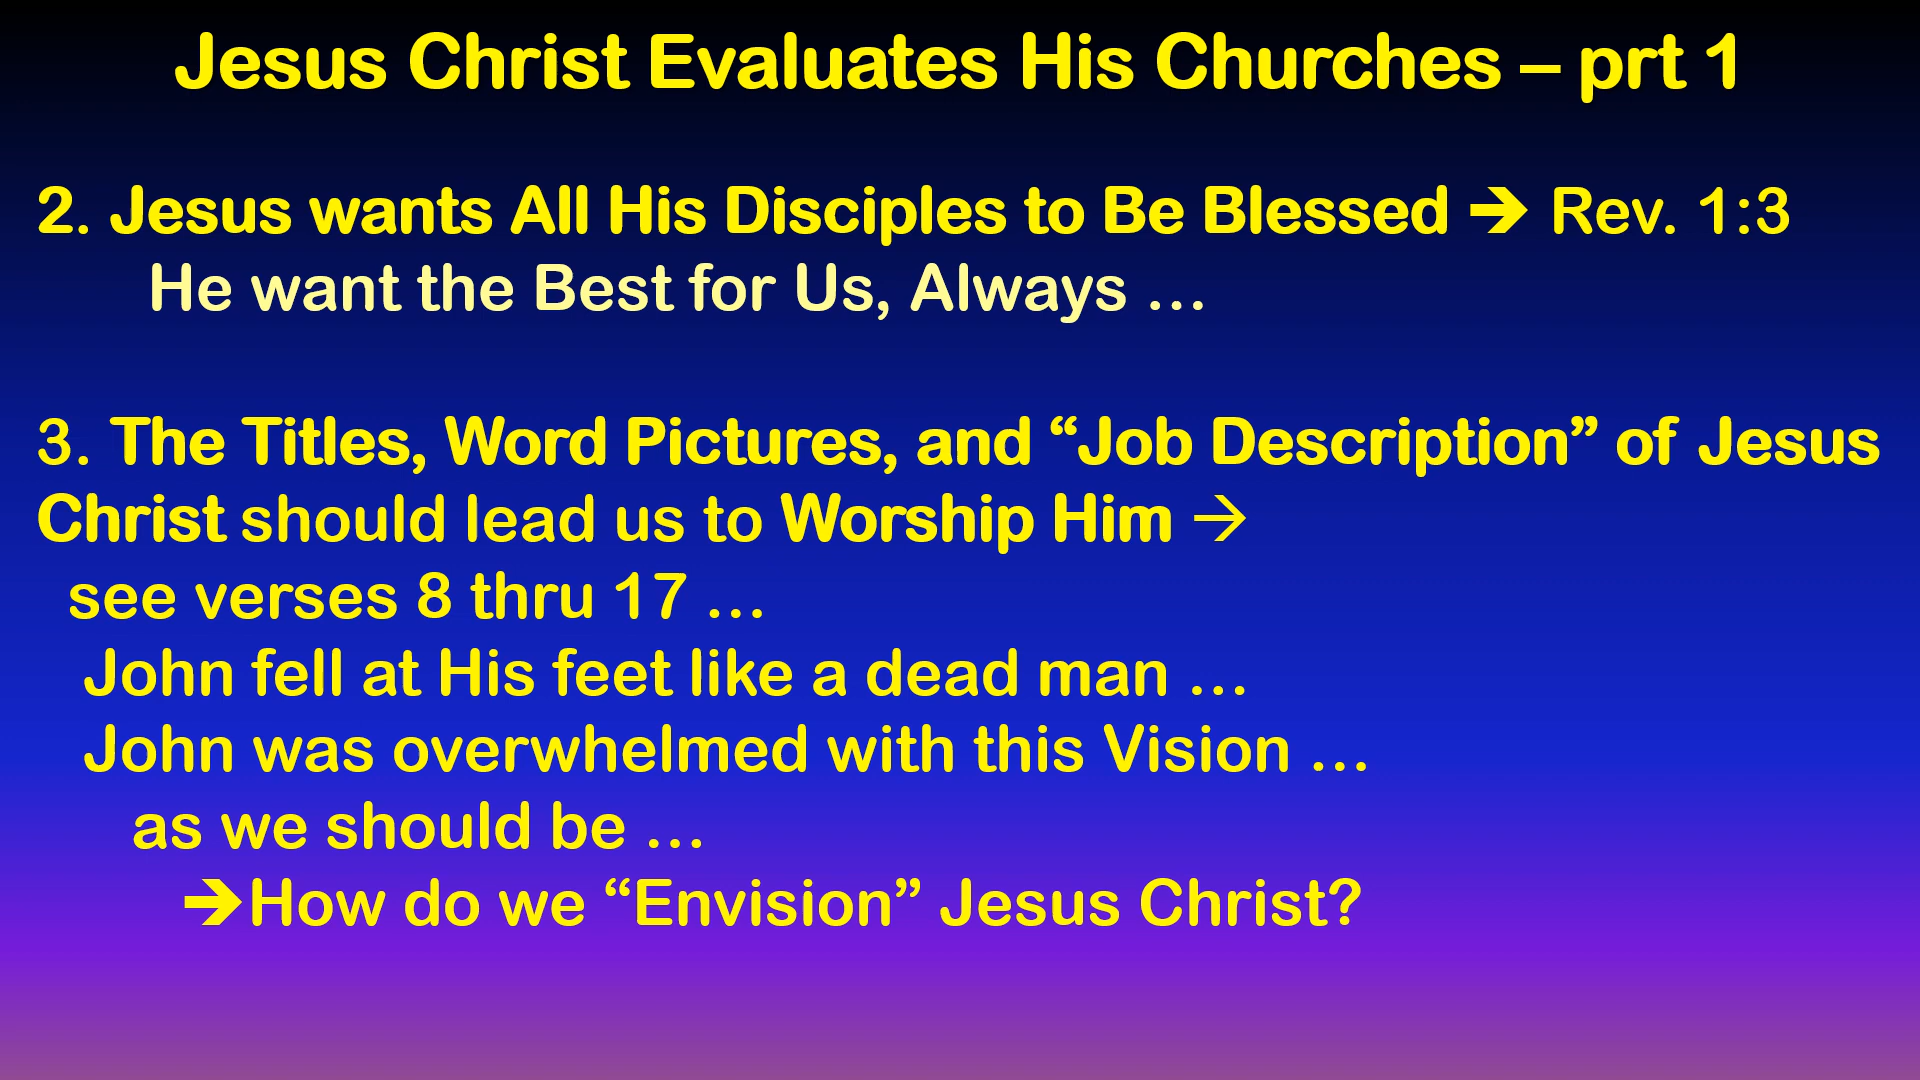 Jesus Christ Evaluates His Churches – prt 1
2. Jesus wants All His Disciples to Be Blessed ➔ Rev. 1:3
He want the Best for Us, Always …
3. The Titles, Word Pictures, and “Job Description” of Jesus
Christ should lead us to Worship Him →
see verses 8 thru 17 …
John fell at His feet like a dead man …
John was overwhelmed with this Vision …
as we should be …
➔How do we “Envision” Jesus Christ?